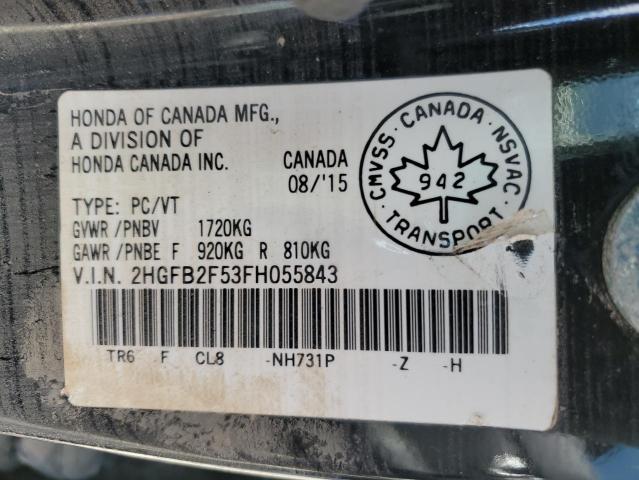 HONDA OF CANADA MFG.,
A DIVISION OF
HONDA CANADA INC.
CANADA
08/'15
TYPE: PC/VT
GVWR/PNBV 1720KG
GAWR/PNBE F 920KG R 810KG
V.I.N. 2HGFB2F53FH055843
TR6 F CL8 -NH731P -Z -H
CMVSS · CANADA · NSVAC · TRANSPORT ·
942